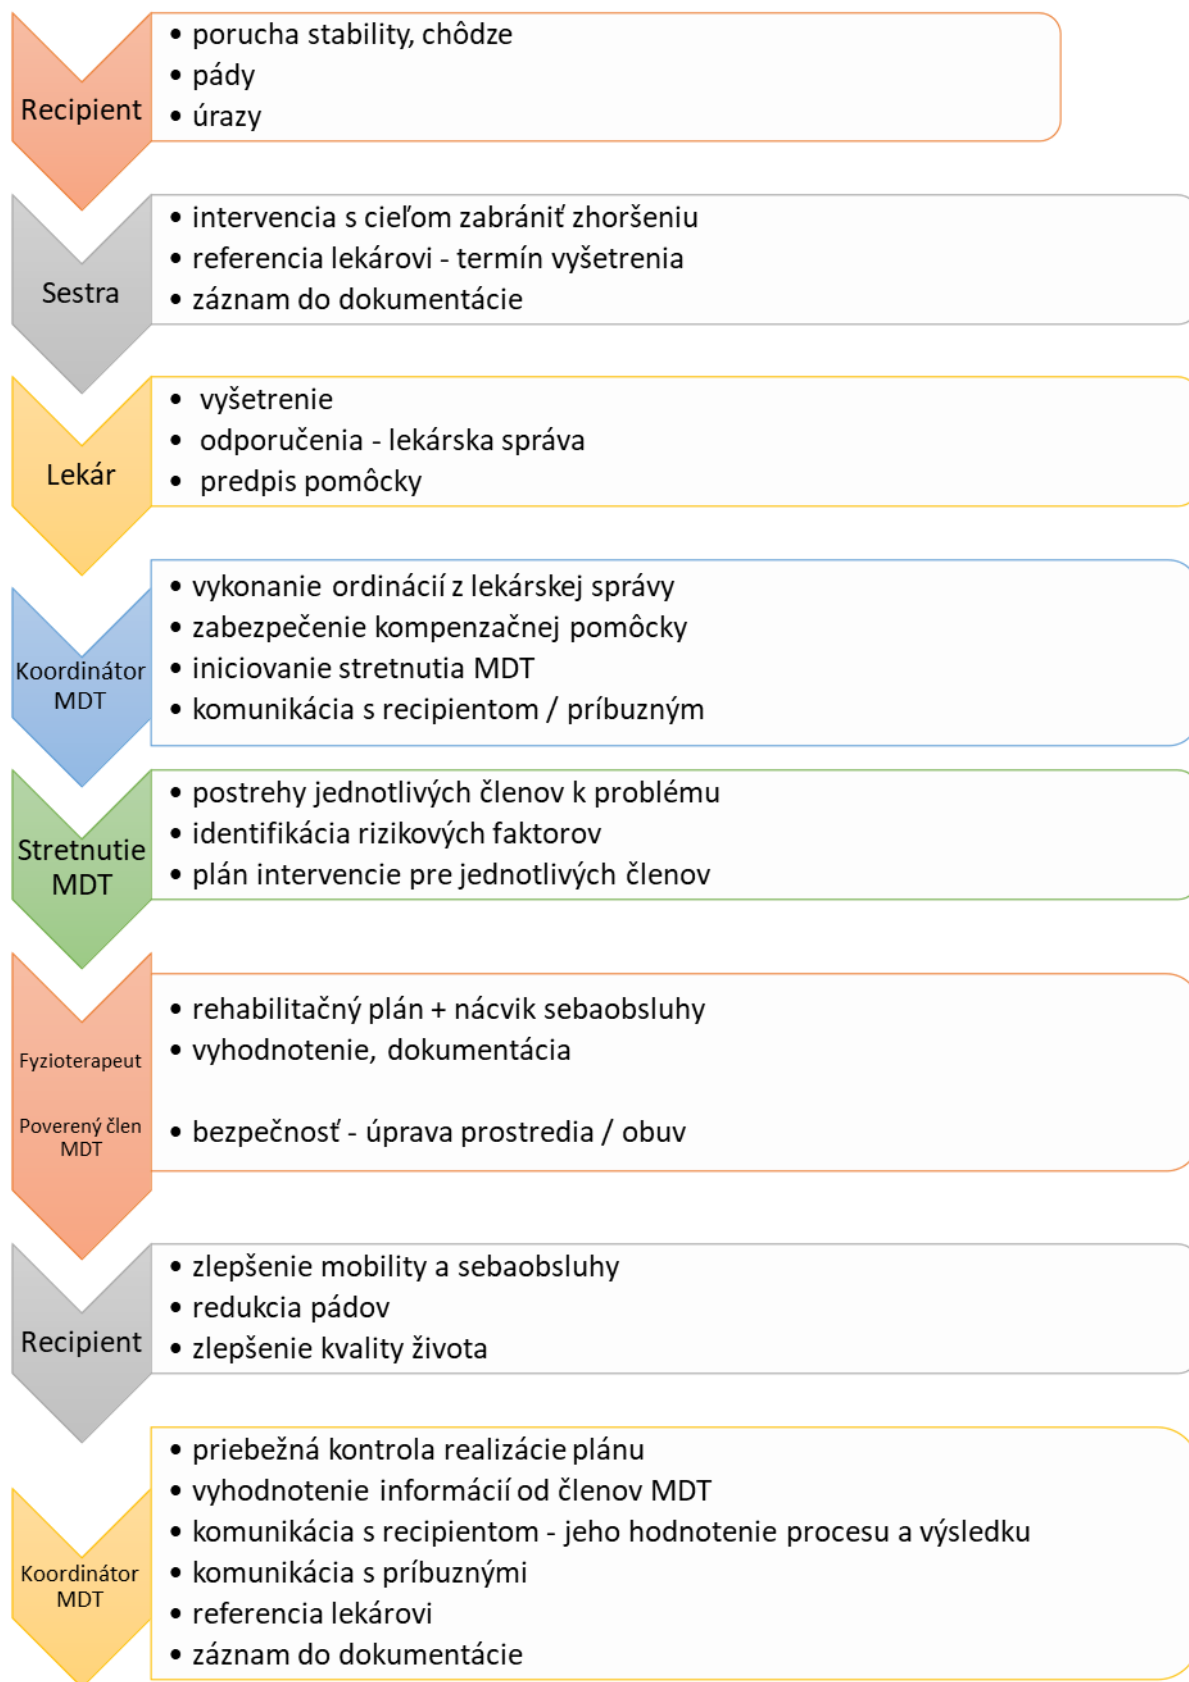 Recipient
• porucha stability, chôdze
• pády
• úrazy
Sestra
• intervencia s cieľom zabrániť zhoršeniu
• referencia lekárovi - termín vyšetrenia
• záznam do dokumentácie
Lekár
• vyšetrenie
• odporučenia - lekárska správa
• predpis pomôcky
Koordinátor
MDT
• vykonanie ordinácií z lekárskej správy
• zabezpečenie kompenzačnej pomôcky
• iniciovanie stretnutia MDT
• komunikácia s recipientom / príbuzným
Stretnutie
MDT
• postrehy jednotlivých členov k problému
• identifikácia rizikových faktorov
• plán intervencie pre jednotlivých členov
Fyzioterapeut
• rehabilitačný plán + nácvik sebaobsluhy
• vyhodnotenie, dokumentácia
Poverený člen
MDT
• bezpečnosť - úprava prostredia / obuv
Recipient
• zlepšenie mobility a sebaobsluhy
• redukcia pádov
• zlepšenie kvality života
Koordinátor
MDT
• priebežná kontrola realizácie plánu
• vyhodnotenie informácií od členov MDT
• komunikácia s recipientom - jeho hodnotenie procesu a výsledku
• komunikácia s príbuznými
• referencia lekárovi
• záznam do dokumentácie